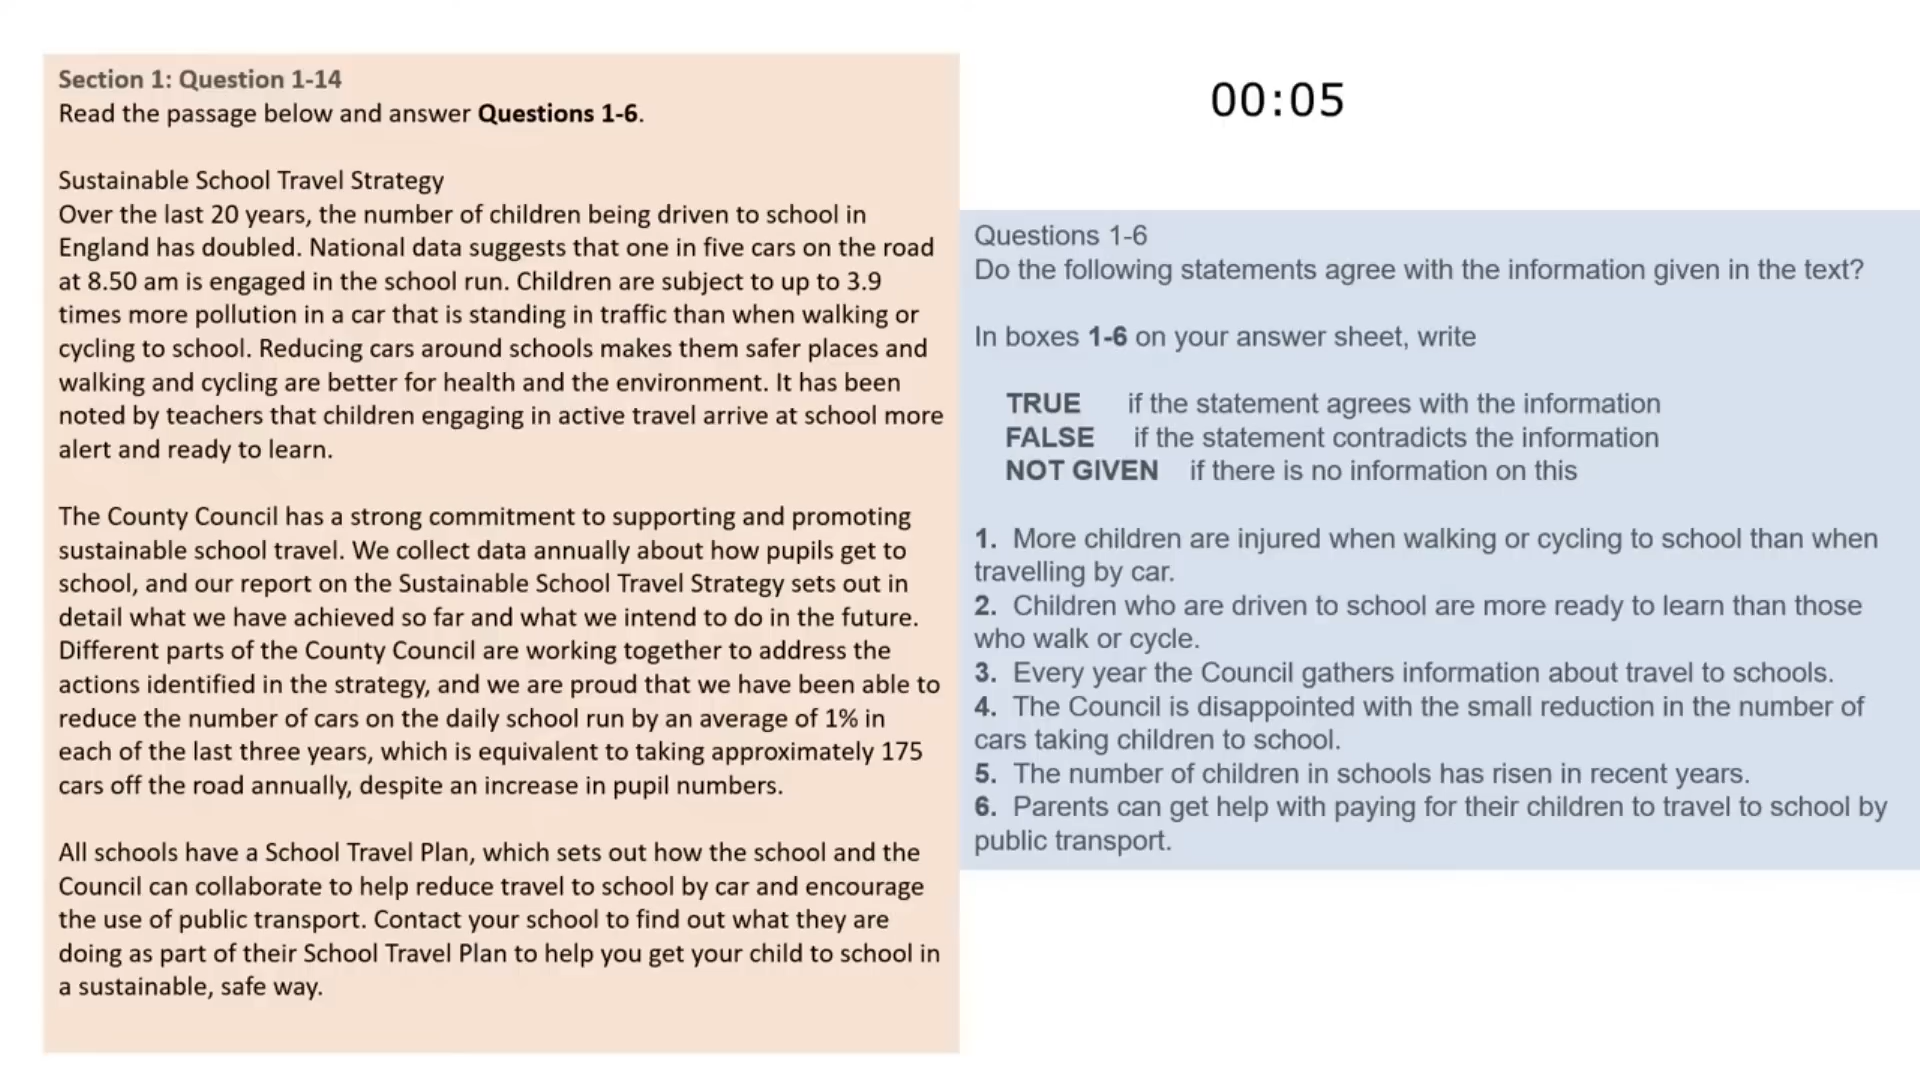 Section 1: Question 1-14
Read the passage below and answer Questions 1-6.
Sustainable School Travel Strategy
Over the last 20 years, the number of children being driven to school in
England has doubled. National data suggests that one in five cars on the road
at 8.50 am is engaged in the school run. Children are subject to up to 3.9
times more pollution in a car that is standing in traffic than when walking or
cycling to school. Reducing cars around schools makes them safer places and
walking and cycling are better for health and the environment. It has been
noted by teachers that children engaging in active travel arrive at school more
alert and ready to learn.
The County Council has a strong commitment to supporting and promoting
sustainable school travel. We collect data annually about how pupils get to
school, and our report on the Sustainable School Travel Strategy sets out in
detail what we have achieved so far and what we intend to do in the future.
Different parts of the County Council are working together to address the
actions identified in the strategy, and we are proud that we have been able to
reduce the number of cars on the daily school run by an average of 1% in
each of the last three years, which is equivalent to taking approximately 175
cars off the road annually, despite an increase in pupil numbers.
All schools have a School Travel Plan, which sets out how the school and the
Council can collaborate to help reduce travel to school by car and encourage
the use of public transport. Contact your school to find out what they are
doing as part of their School Travel Plan to help you get your child to school in
a sustainable, safe way.
00:05
Questions 1-6
Do the following statements agree with the information given in the text?
In boxes 1-6 on your answer sheet, write
TRUE if the statement agrees with the information
FALSE if the statement contradicts the information
NOT GIVEN if there is no information on this
1. More children are injured when walking or cycling to school than when
travelling by car.
2. Children who are driven to school are more ready to learn than those
who walk or cycle.
3. Every year the Council gathers information about travel to schools.
4. The Council is disappointed with the small reduction in the number of
cars taking children to school.
5. The number of children in schools has risen in recent years.
6. Parents can get help with paying for their children to travel to school by
public transport.